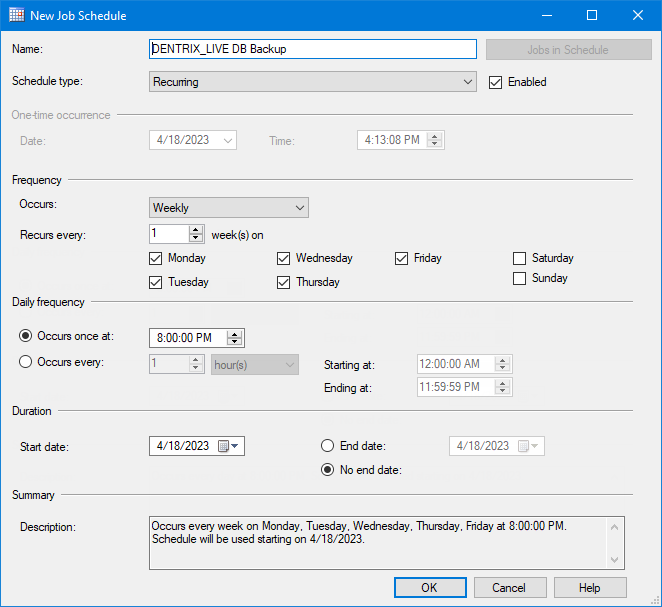 New Job Schedule
Name: DENTRIX_LIVE DB Backup Jobs in Schedule
Schedule type: Recurring Enabled
One-time occurrence
Date: 4/18/2023 Time: 4:13:08 PM
Frequency
Occurs: Weekly
Recurs every: 1 week(s) on
Monday Wednesday Friday Saturday
Tuesday Thursday Sunday
Daily frequency
Occurs once at: 8:00:00 PM
Occurs every: 1 hour(s) Starting at: 12:00:00 AM
Ending at: 11:59:59 PM
Duration
Start date: 4/18/2023 End date: 4/18/2023
No end date:
Summary
Description: Occurs every week on Monday, Tuesday, Wednesday, Thursday, Friday at 8:00:00 PM.
Schedule will be used starting on 4/18/2023.
OK Cancel Help